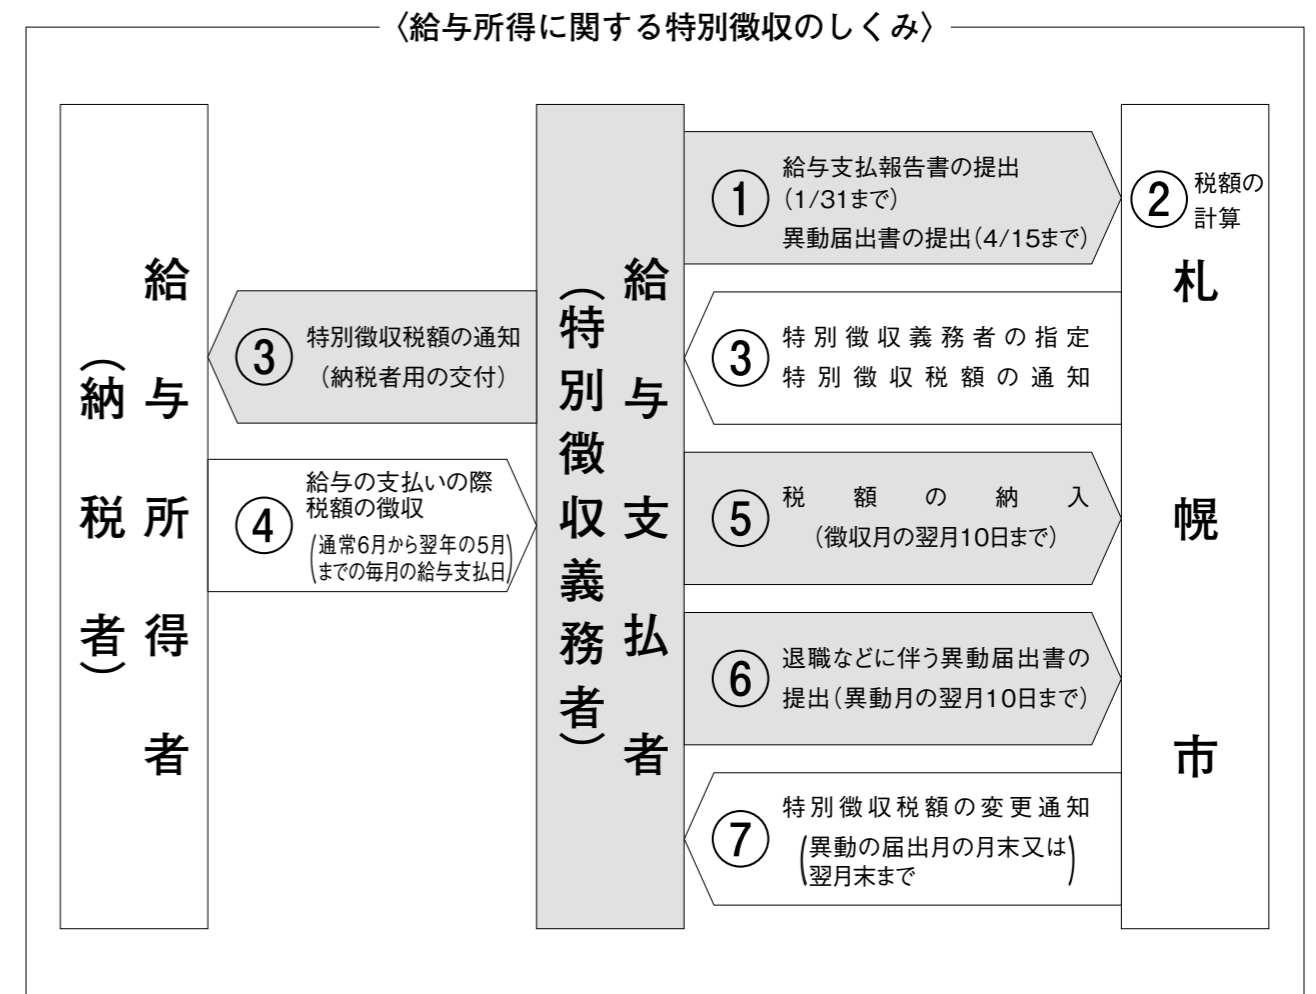 〈給与所得に関する特別徴収のしくみ〉
給与所得者
(納税者)
③
特別徴収税額の通知
(納税者用の交付)
④
給与の支払いの際
税額の徴収
(通常6月から翌年の5月
までの毎月の給与支払日)
給与支払者
(特別徴収義務者)
①
給与支払報告書の提出
(1/31まで)
異動届出書の提出(4/15まで)
③
特別徴収義務者の指定
特別徴収税額の通知
⑤
税額の納入
(徴収月の翌月10日まで)
⑥
退職などに伴う異動届出書の
提出(異動月の翌月10日まで)
⑦
特別徴収税額の変更通知
(異動の届出月の月末又は
翌月末まで)
②
税額の
計算
札幌市